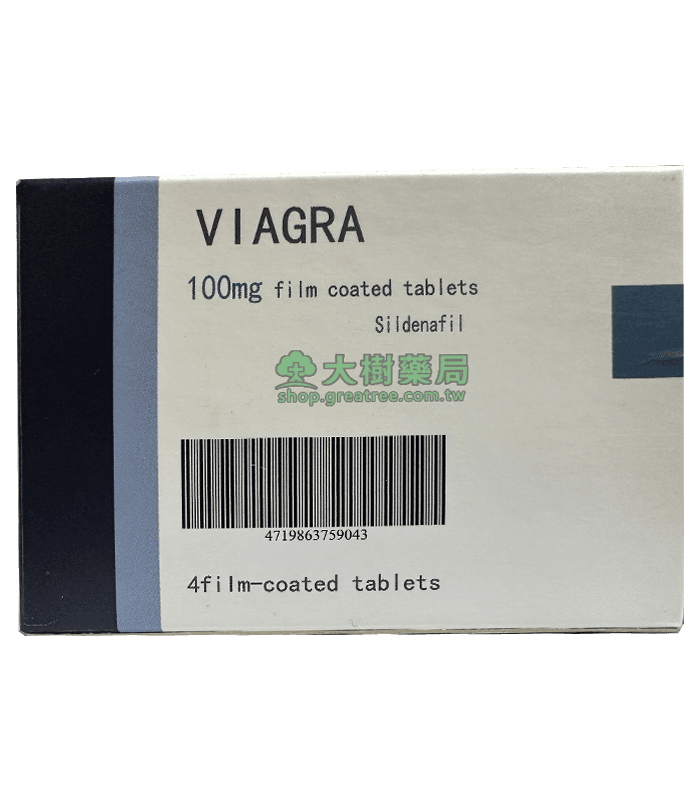 VIAGRA
100mg film coated tablets
Sildenafil
大樹藥局
shop.greatree.com.tw
4719863759043
4film-coated tablets